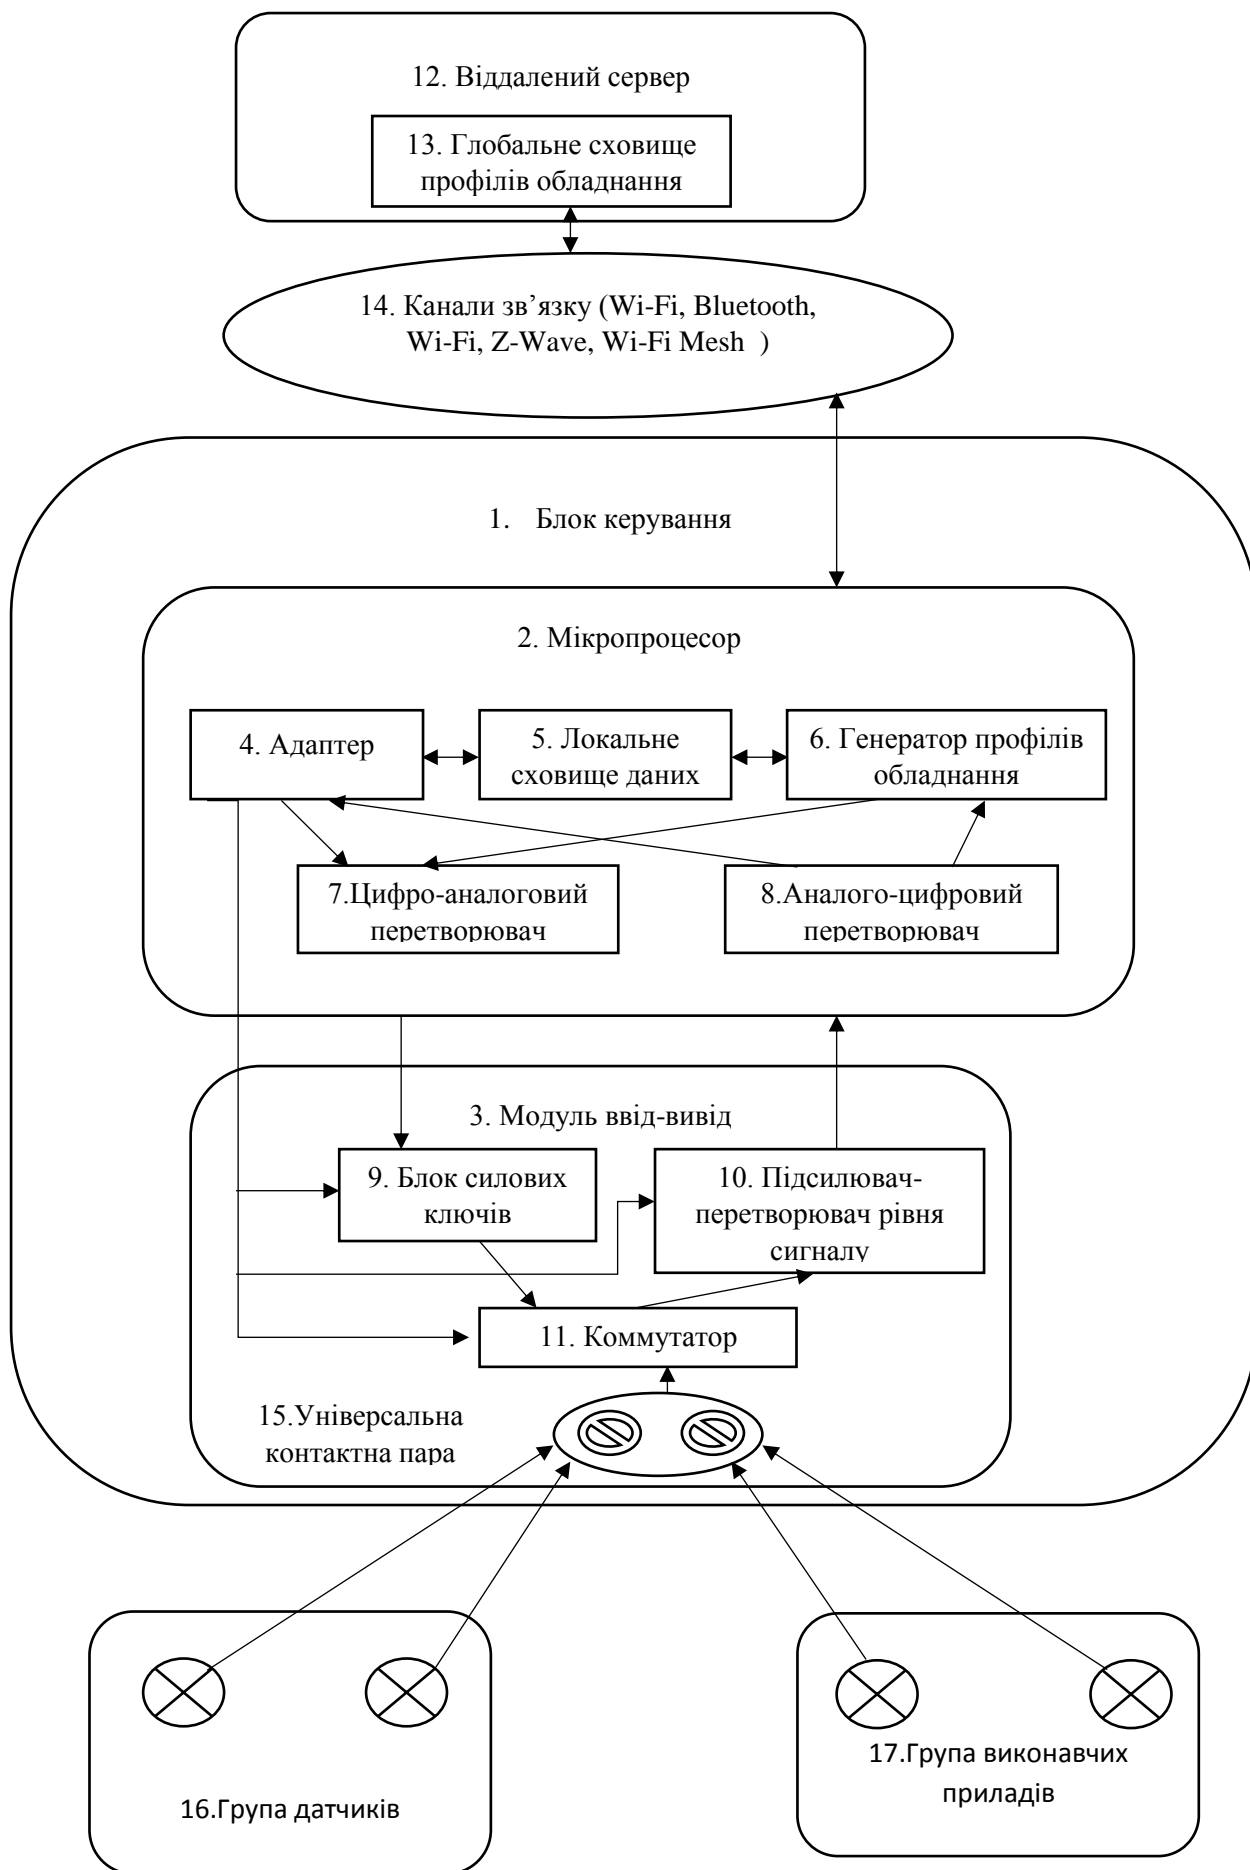 12. Віддалений сервер
13. Глобальне сховище
профілів обладнання
14. Канали зв’язку (Wi-Fi, Bluetooth,
Wi-Fi, Z-Wave, Wi-Fi Mesh )
1. Блок керування
2. Мікропроцесор
4. Адаптер
5. Локальне
сховище даних
6. Генератор профілів
обладнання
7.Цифро-аналоговий
перетворювач
8.Аналого-цифровий
перетворювач
3. Модуль ввід-вивід
9. Блок силових
ключів
10. Підсилювач-
перетворювач рівня
сигналу
11. Коммутатор
15.Універсальна
контактна пара
16.Група датчиків
17.Група виконавчих
приладів